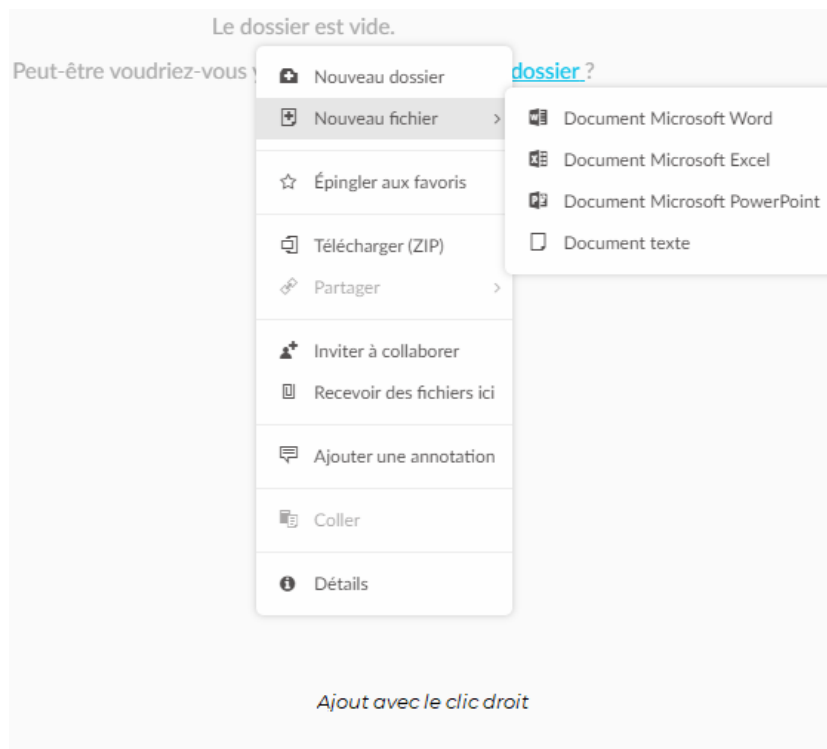 Le dossier est vide.
Peut-être voudriez-vous dossier ?
Nouveau dossier
Nouveau fichier
Document Microsoft Word
Document Microsoft Excel
Document Microsoft PowerPoint
Document texte
Épingler aux favoris
Télécharger (ZIP)
Partager
Inviter à collaborer
Recevoir des fichiers ici
Ajouter une annotation
Coller
Détails
Ajout avec le clic droit